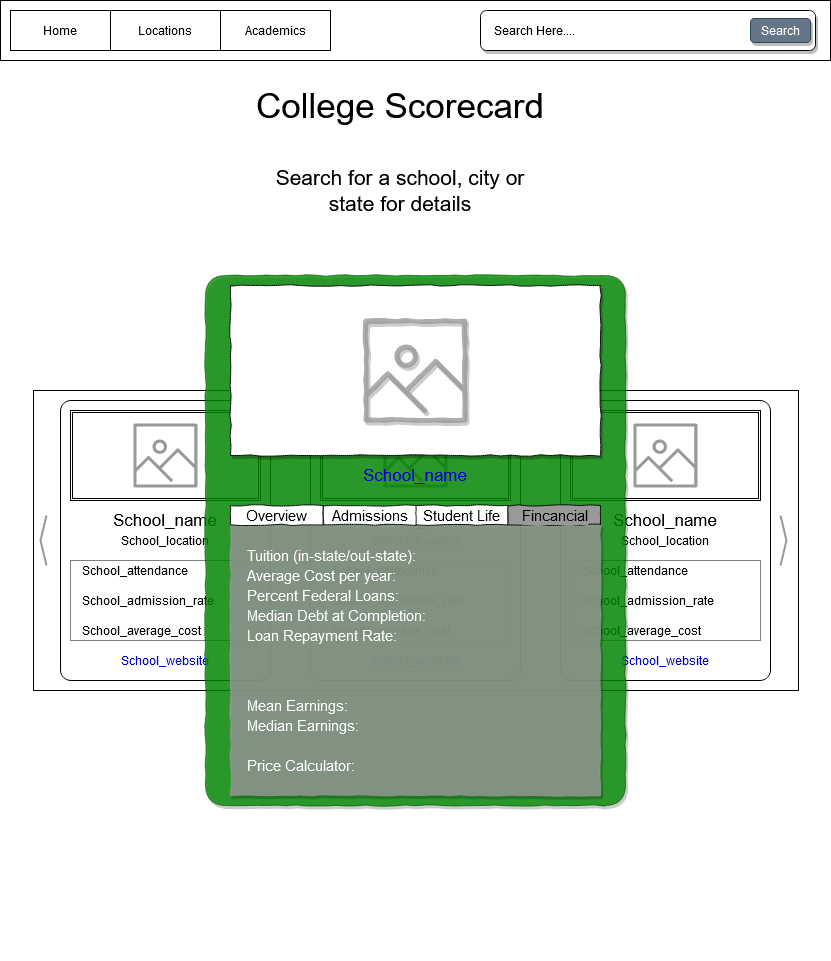 Home
Locations
Academics
Search Here....
Search
College Scorecard
Search for a school, city or
state for details
School_name
Overview
Admissions
Student Life
Fincancial
Tuition (in-state/out-state):
Average Cost per year:
Percent Federal Loans:
Median Debt at Completion:
Loan Repayment Rate:
Mean Earnings:
Median Earnings:
Price Calculator:
School_name
School_location
School_attendance
School_admission_rate
School_average_cost
School_website
School_location
School_website
School_name
School_location
School_attendance
School_admission_rate
School_average_cost
School_website